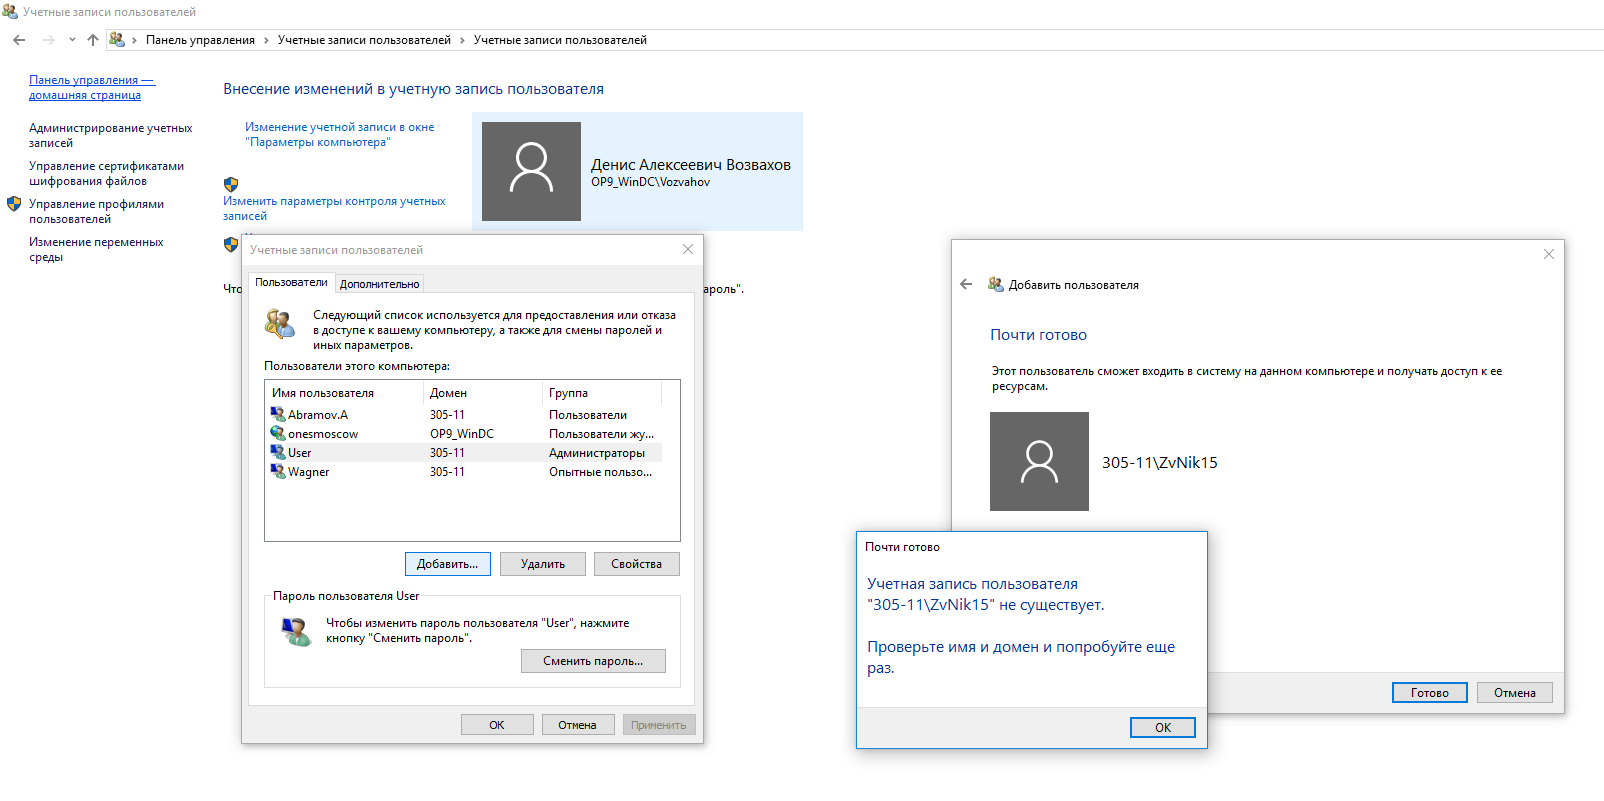 Учетные записи пользователей
Панель управления > Учетные записи пользователей > Учетные записи пользователей
Панель управления —
домашняя страница
Администрирование учетных
записей
Управление сертификатами
шифрования файлов
Управление профилями
пользователей
Изменение переменных
среды
Внесение изменений в учетную запись пользователя
Изменение учетной записи в окне
"Параметры компьютера"
Изменить параметры контроля учетных
записей
Денис Алексеевич Возвахов
OP9_WinDC\Vozvahov
Что
ароль".
Учетные записи пользователей
Пользователи
Дополнительно
Следующий список используется для предоставления или отказа
в доступе к вашему компьютеру, а также для смены паролей и
иных параметров.
Пользователи этого компьютера:
Имя пользователя Домен Группа
Abramov.A 305-11 Пользователи
onesmoscow OP9_WinDC Пользователи жу...
User 305-11 Администраторы
Wagner 305-11 Опытные пользо...
Добавить... Удалить Свойства
Пароль пользователя User
Чтобы изменить пароль пользователя "User", нажмите
кнопку "Сменить пароль".
Сменить пароль...
OK Отмена Применить
Добавить пользователя
Почти готово
Этот пользователь сможет входить в систему на данном компьютере и получать доступ к ее
ресурсам.
305-11\ZvNik15
Готово Отмена
Почти готово
Учетная запись пользователя
"305-11\ZvNik15" не существует.
Проверьте имя и домен и попробуйте еще
раз.
OK